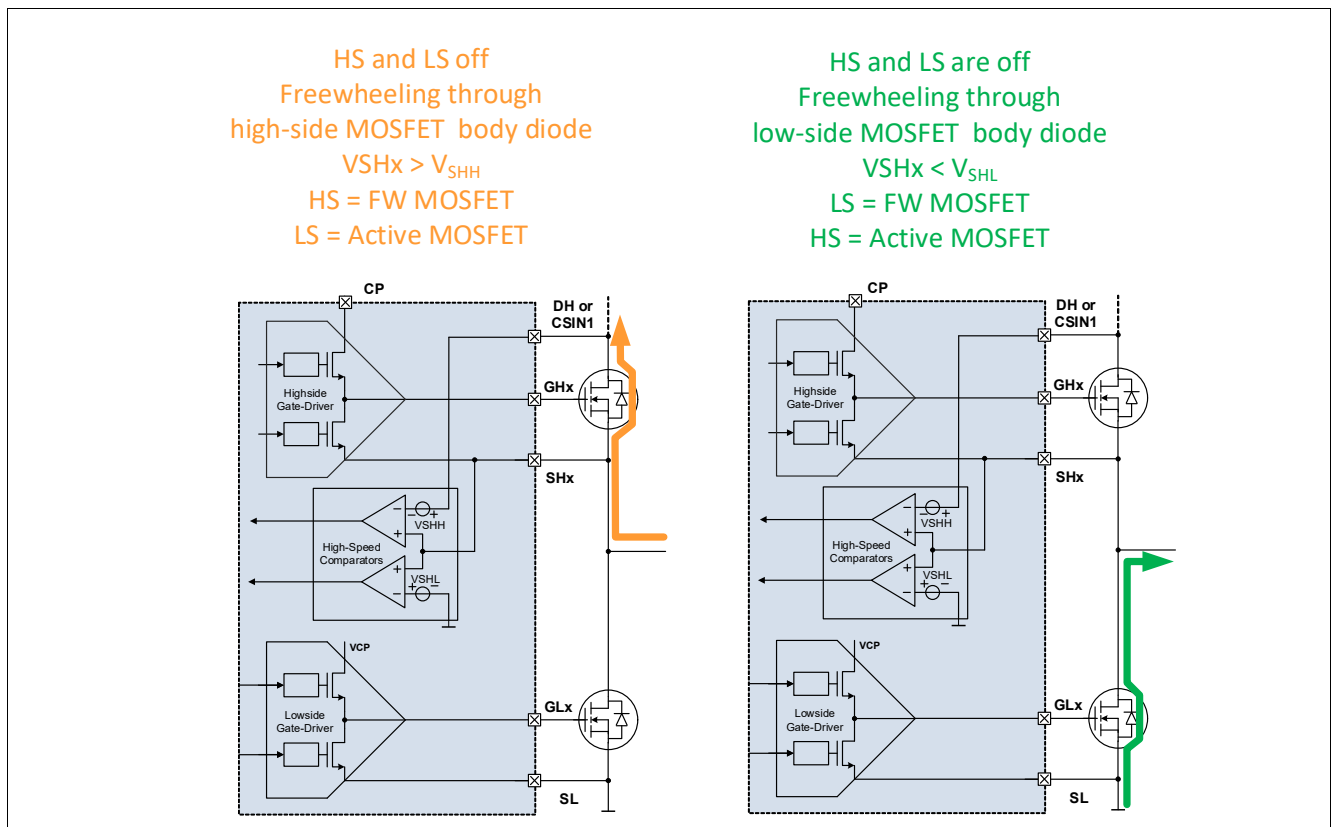 HS and LS off
Freewheeling through
high-side MOSFET body diode
VSHx > VSHH
HS = FW MOSFET
LS = Active MOSFET
HS and LS are off
Freewheeling through
low-side MOSFET body diode
VSHx < VSHL
LS = FW MOSFET
HS = Active MOSFET
CP
DH or
CSIN1
Highside
Gate-Driver
GHx
SHx
− +
−
VSHH
+
High-Speed
Comparators
+
VSHL
+ −
−
VCP
Lowside
Gate-Driver
GLx
SL
CP
DH or
CSIN1
Highside
Gate-Driver
GHx
SHx
− +
−
VSHH
+
High-Speed
Comparators
+
VSHL
+ −
−
VCP
Lowside
Gate-Driver
GLx
SL